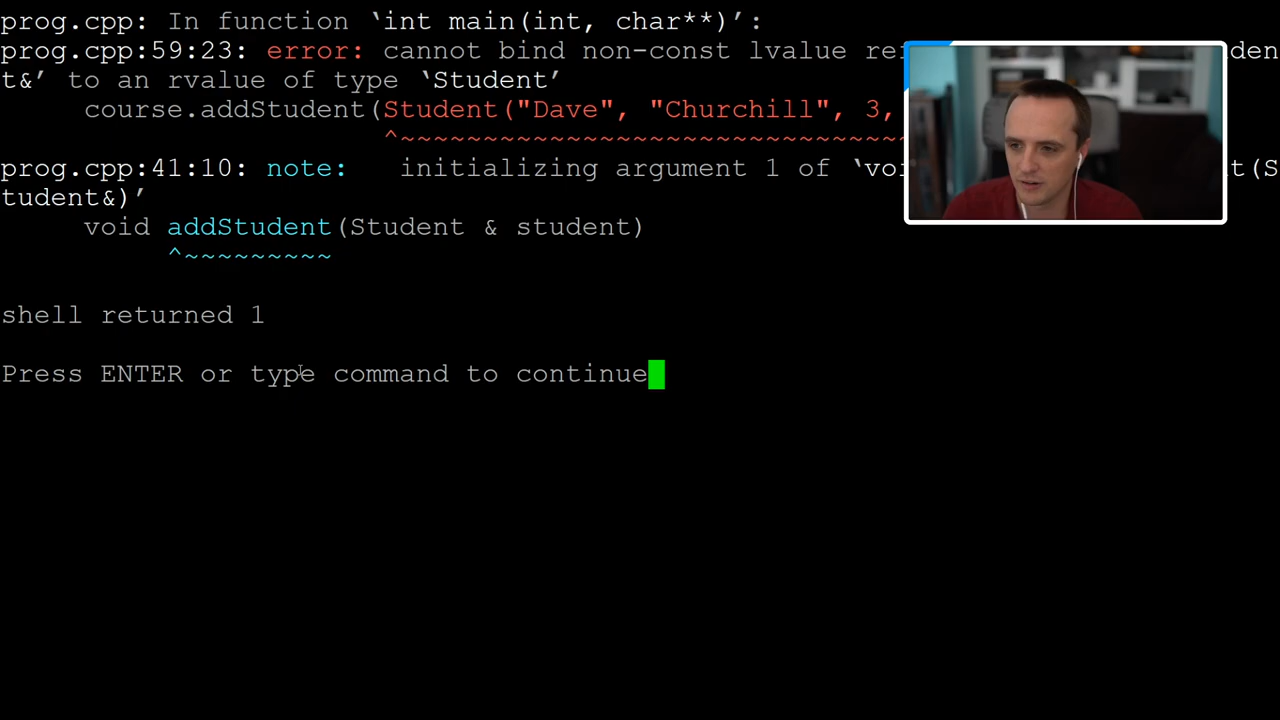 prog.cpp: In function ‘int main(int, char**)’:
prog.cpp:59:23: error: cannot bind non-const lvalue re den
t&’ to an rvalue of type ‘Student’
course.addStudent(Student("Dave", "Churchill", 3,
^~~~~~~~~~~~~~~~~~~~~~~~~~~~~~~
prog.cpp:41:10: note:   initializing argument 1 of ‘vo t(S
tudent&)’
void addStudent(Student & student)
^~~~~~~~~~
shell returned 1
Press ENTER or type command to continue